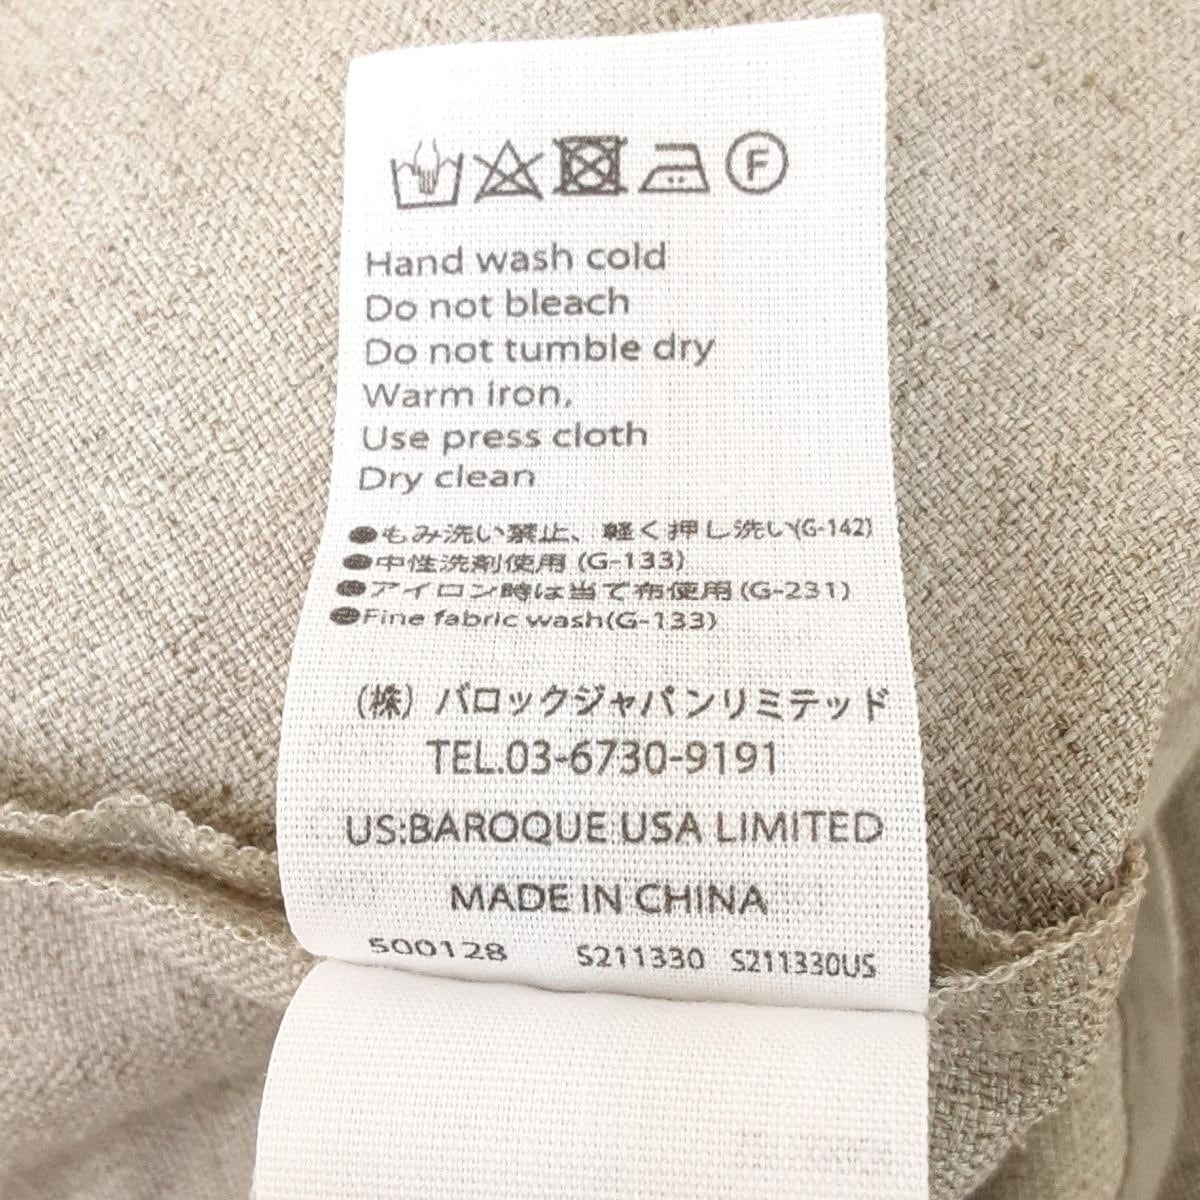 F
Hand wash cold
Do not bleach
Do not tumble dry
Warm iron,
Use press cloth
Dry clean
●もみ洗い禁止、軽く押し洗い(G-142)
●中性洗剤使用 (G-133)
●アイロン時は当て布使用(G-231)
●Fine fabric wash(G-133)
(株) バロックジャパンリミテッド
TEL.03-6730-9191
US:BAROQUE USA LIMITED
MADE IN CHINA
500128 S211330 S211330US